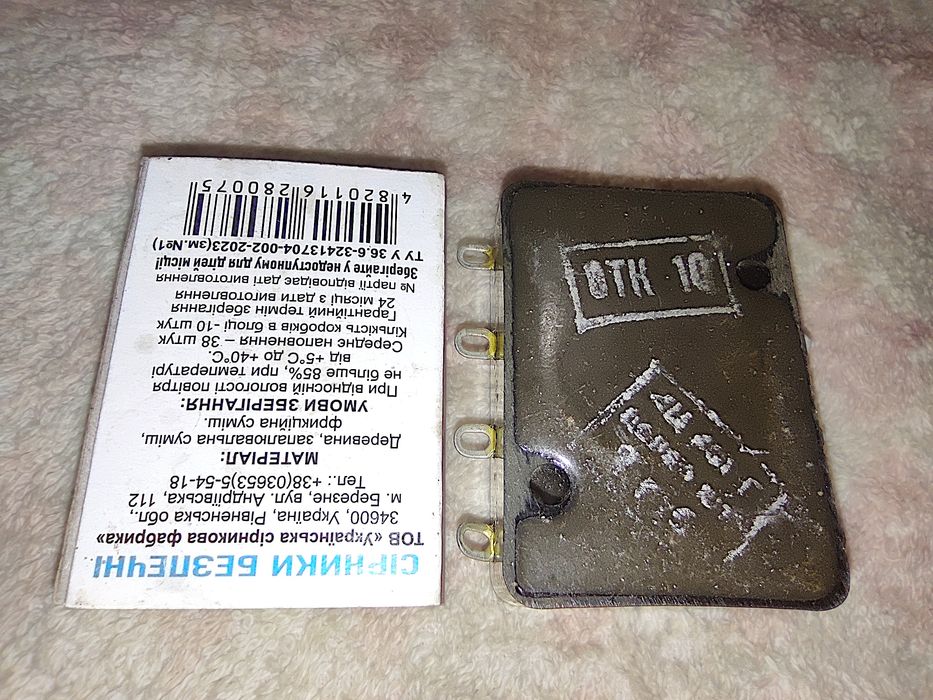 СІРНИКИ БЕЗПЕЧНІ
ТОВ «Українська сірникова фабрика»
34600, Україна, Рівненська обл.,
м. Березне, вул. Андріївська, 112
Тел.: +38(03653)5-54-18
МАТЕРІАЛ:
Деревина, запалювальна суміш,
фрикційна суміш.
УМОВИ ЗБЕРІГАННЯ:
При відносній вологості повітря
не більше 85%, при температурі
від +5°С до +40°С.
Середнє наповнення – 38 штук
Кількість коробків в блоці -10 штук
Гарантійний термін зберігання
24 місяці з дати виготовлення
№ партії відповідає даті виготовлення
Зберігайте у недоступному для дітей місці!
ТУ У 36.6-32413704-002-2023(зм.№1)
4 820116 280075
ОТК 10